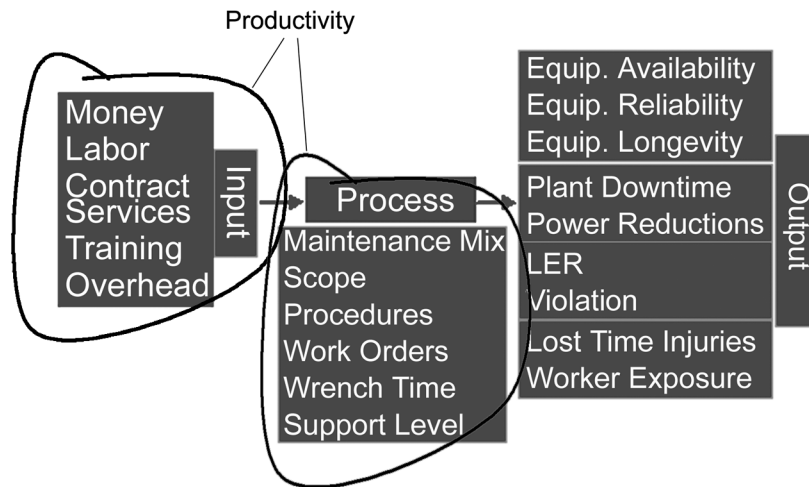 Productivity
Money
Labor
Contract
Services
Training
Overhead
Input
Process
Maintenance Mix
Scope
Procedures
Work Orders
Wrench Time
Support Level
Equip. Availability
Equip. Reliability
Equip. Longevity
Plant Downtime
Power Reductions
LER
Violation
Lost Time Injuries
Worker Exposure
Output